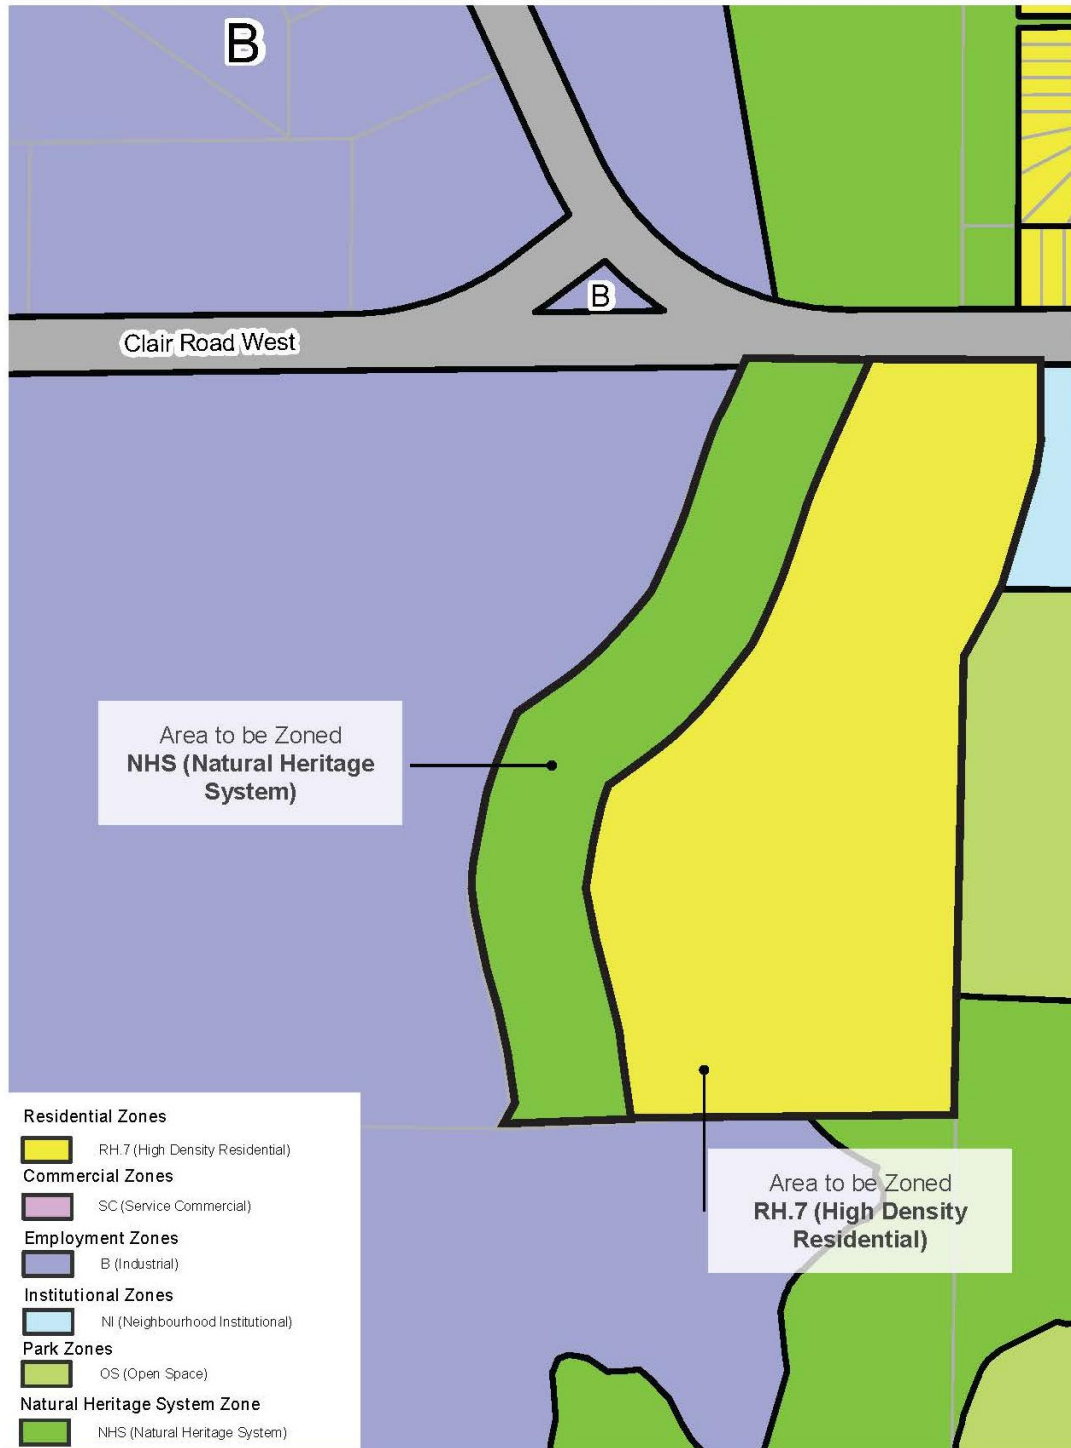 B
B
Clair Road West
Area to be Zoned
NHS (Natural Heritage
System)
Area to be Zoned
RH.7 (High Density
Residential)
Residential Zones
RH.7 (High Density Residential)
Commercial Zones
SC (Service Commercial)
Employment Zones
B (Industrial)
Institutional Zones
NI (Neighbourhood Institutional)
Park Zones
OS (Open Space)
Natural Heritage System Zone
NHS (Natural Heritage System)